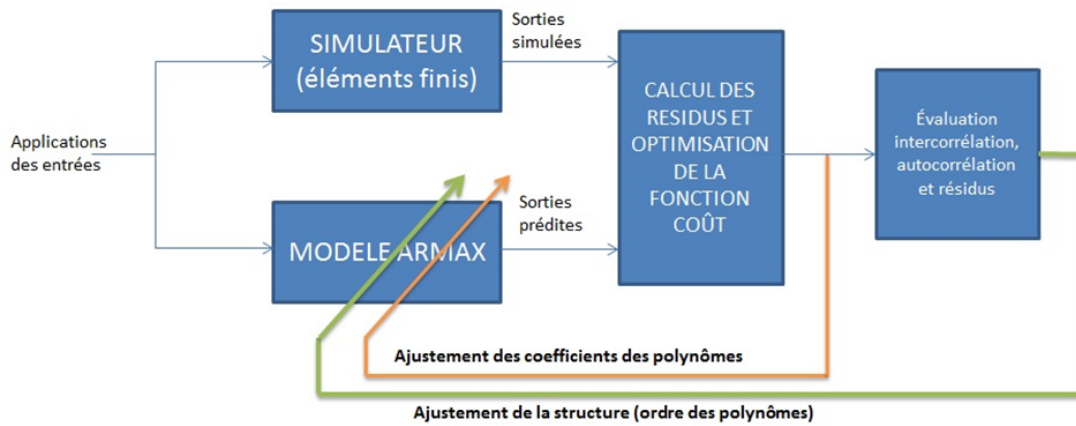 Applications
des entrées
SIMULATEUR
(éléments finis)
Sorties
simulées
MODELE ARMAX
Sorties
prédites
CALCUL DES
RESIDUS ET
OPTIMISATION
DE LA
FONCTION
COÛT
Évaluation
intercorrélation,
autocorrélation
et résidus
Ajustement des coefficients des polynômes
Ajustement de la structure (ordre des polynômes)